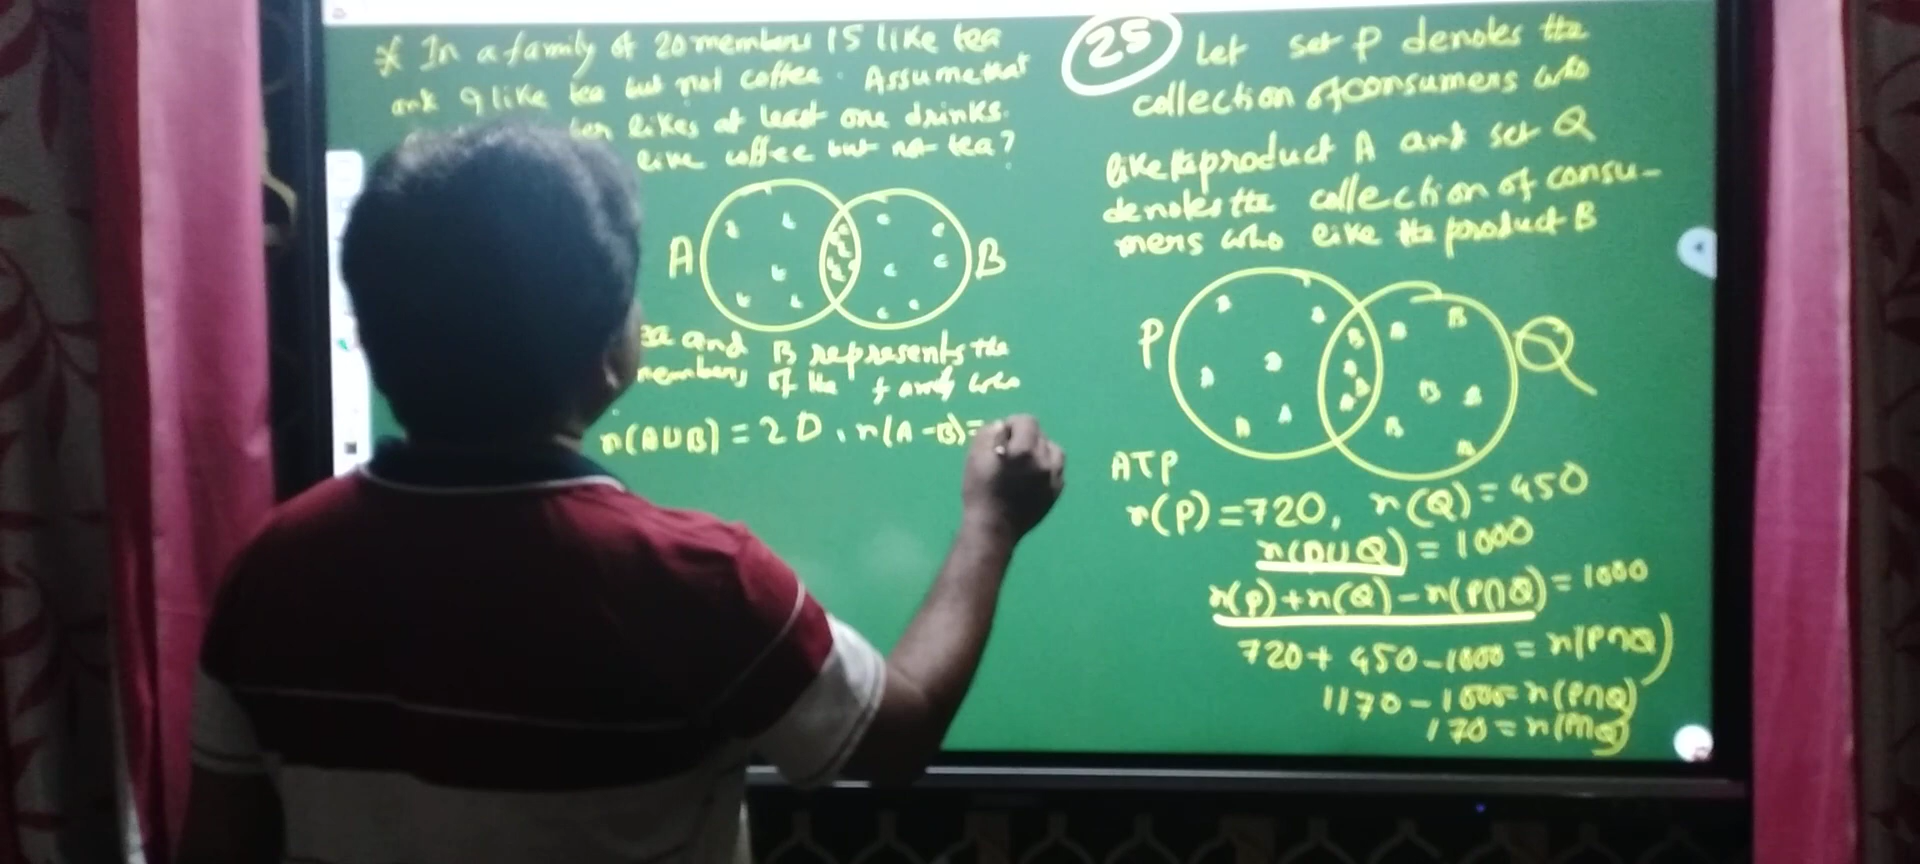 * In a family of 20 members 15 like tea
and 9 like tea but not coffee. Assume that
likes at least one drinks.
like coffee but not tea?
A B
and B represents the
members of the family who
n(A∪B) = 20, n(A-B)=
25 Let set P denotes the
collection of consumers who
like the product A and set Q
denotes the collection of consu-
mers who like the product B
P Q
ATP
n(P)=720, n(Q)=450
n(P∪Q) = 1000
n(P)+n(Q)-n(P∩Q)=1000
720+450-1000=n(P∩Q)
1170-1000=n(P∩Q)
170=n(P∩Q)